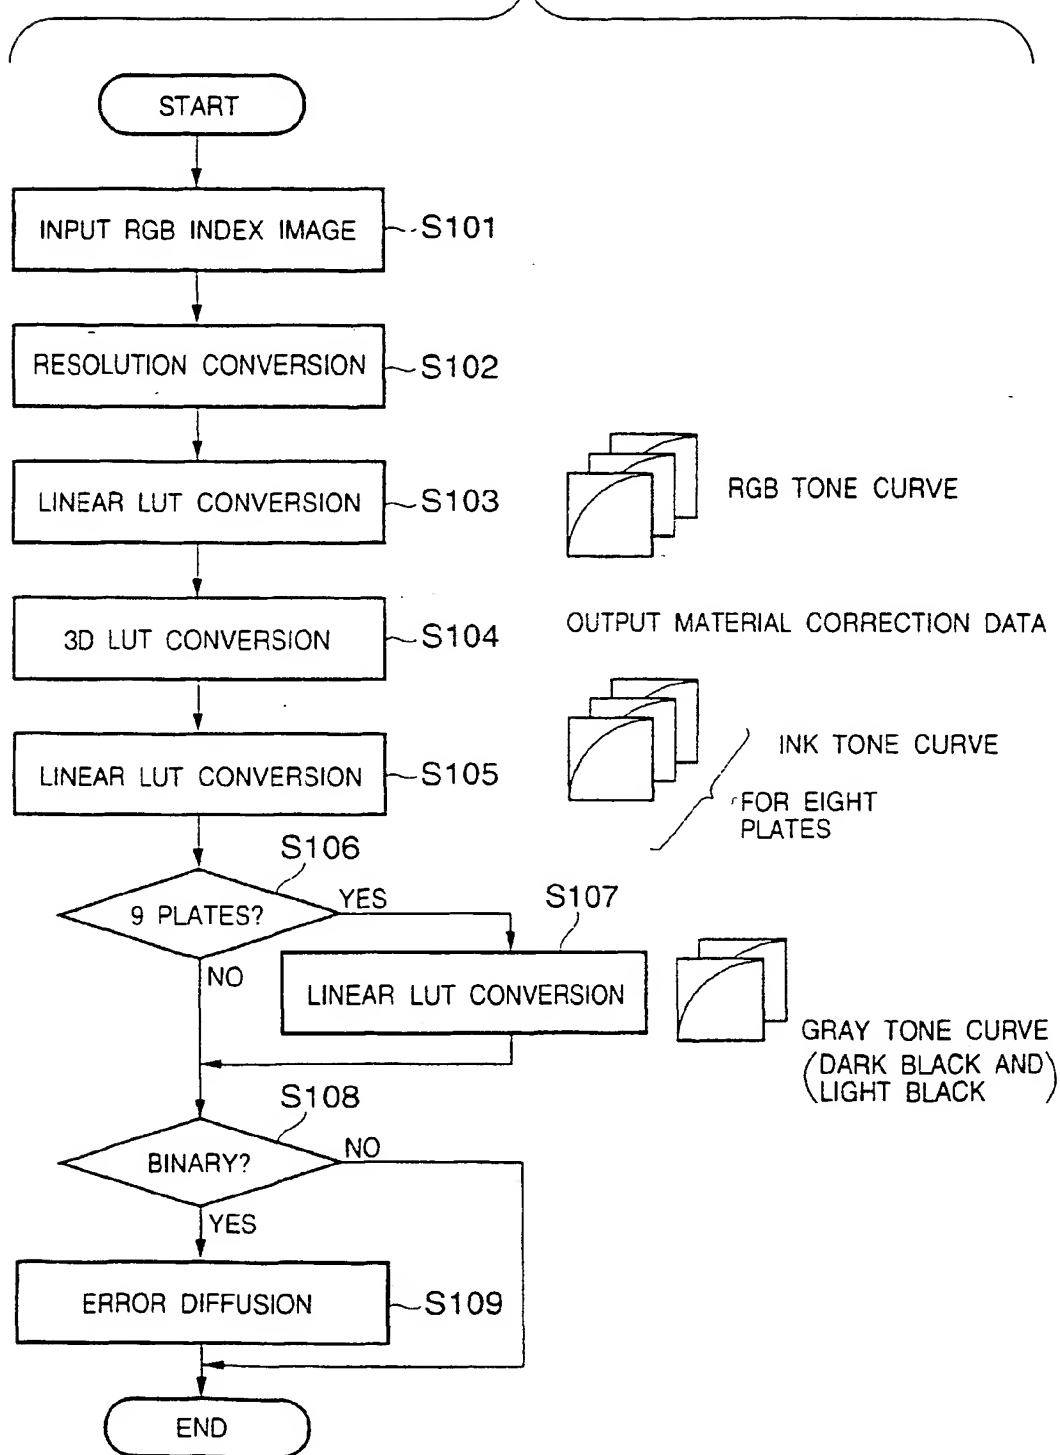 START
INPUT RGB INDEX IMAGE
S101
RESOLUTION CONVERSION
S102
LINEAR LUT CONVERSION
S103
RGB TONE CURVE
3D LUT CONVERSION
S104
OUTPUT MATERIAL CORRECTION DATA
LINEAR LUT CONVERSION
S105
INK TONE CURVE
FOR EIGHT
PLATES
S106
9 PLATES?
YES
NO
S107
LINEAR LUT CONVERSION
GRAY TONE CURVE
(DARK BLACK AND
LIGHT BLACK)
S108
BINARY?
NO
YES
ERROR DIFFUSION
S109
END